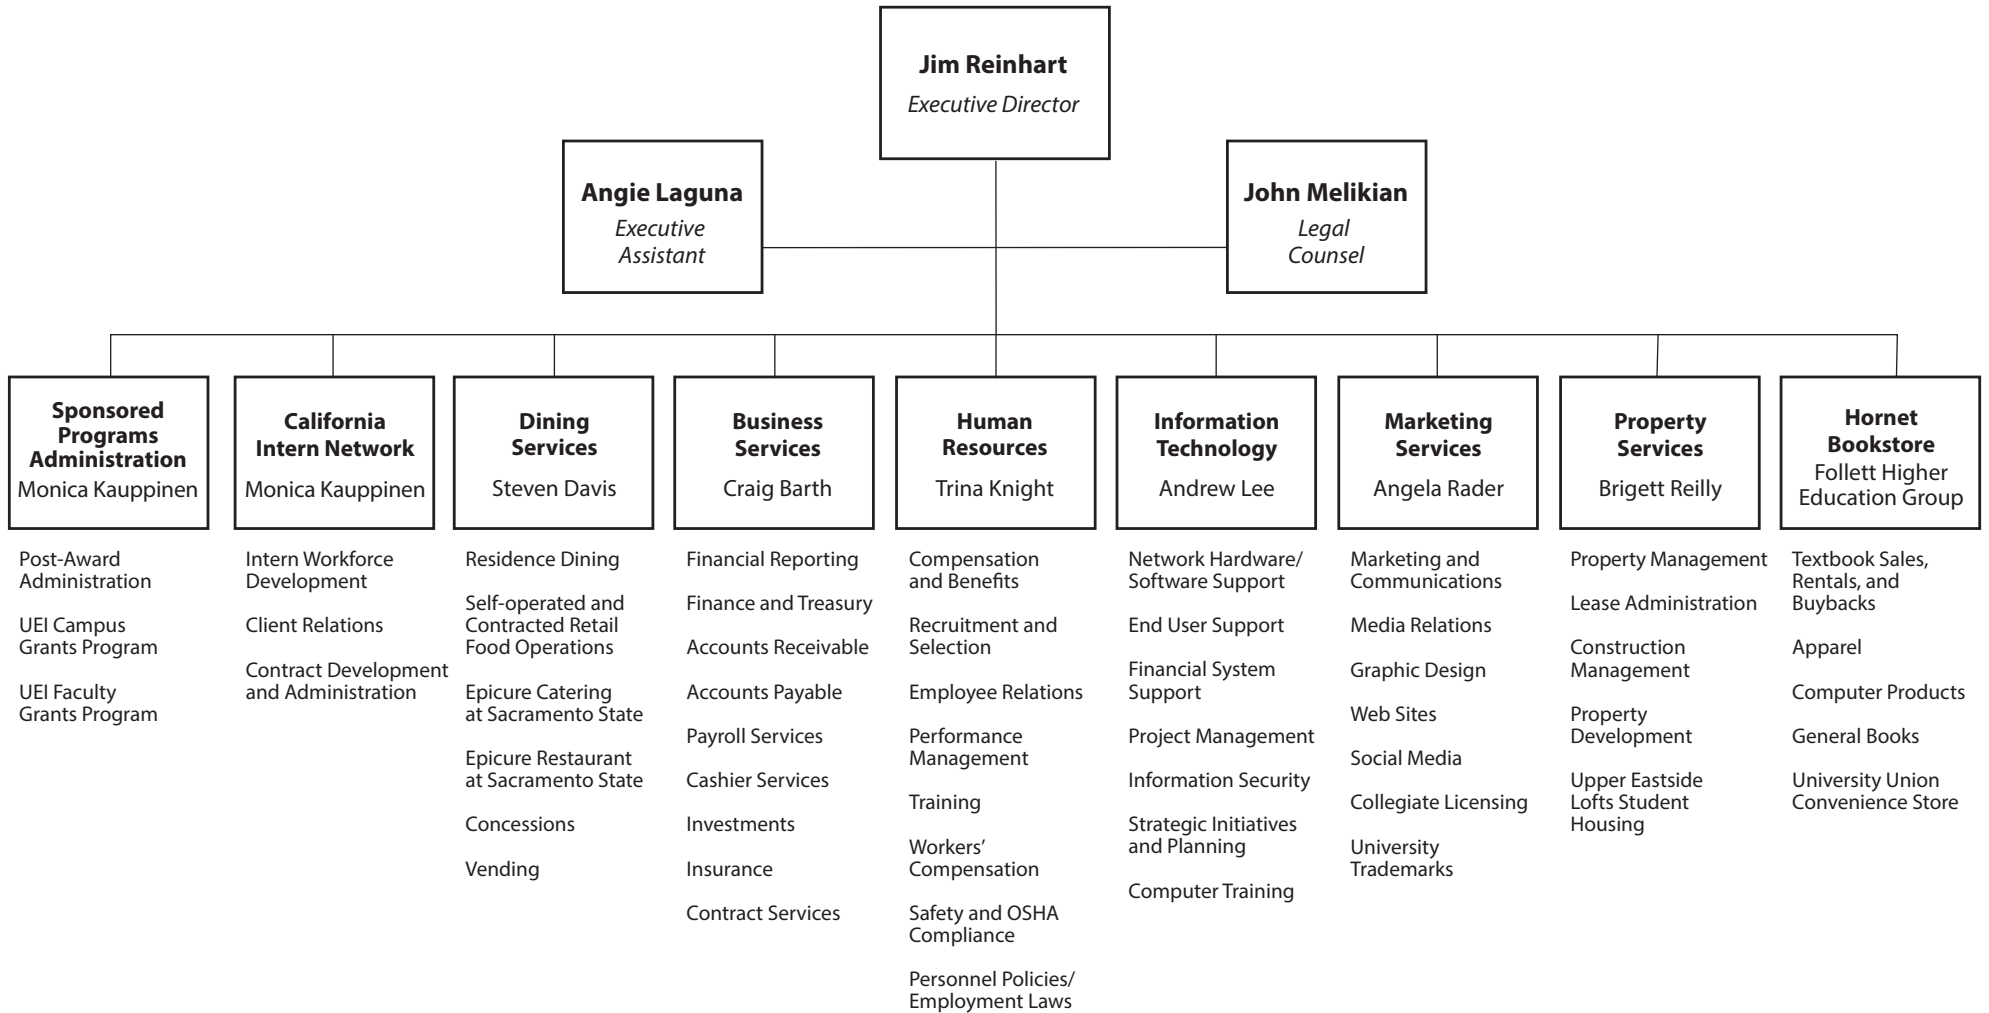 Jim Reinhart
Executive Director
Angie Laguna
Executive
Assistant
John Melikian
Legal
Counsel
Sponsored
Programs
Administration
Monica Kauppinen
California
Intern Network
Monica Kauppinen
Dining
Services
Steven Davis
Business
Services
Craig Barth
Human
Resources
Trina Knight
Information
Technology
Andrew Lee
Marketing
Services
Angela Rader
Property
Services
Brigett Reilly
Hornet
Bookstore
Follett Higher
Education Group
Post-Award
Administration
UEI Campus
Grants Program
UEI Faculty
Grants Program
Intern Workforce
Development
Client Relations
Contract Development
and Administration
Residence Dining
Self-operated and
Contracted Retail
Food Operations
Epicure Catering
at Sacramento State
Epicure Restaurant
at Sacramento State
Concessions
Vending
Financial Reporting
Finance and Treasury
Accounts Receivable
Accounts Payable
Payroll Services
Cashier Services
Investments
Insurance
Contract Services
Compensation
and Benefits
Recruitment and
Selection
Employee Relations
Performance
Management
Training
Workers’
Compensation
Safety and OSHA
Compliance
Personnel Policies/
Employment Laws
Network Hardware/
Software Support
End User Support
Financial System
Support
Project Management
Information Security
Strategic Initiatives
and Planning
Computer Training
Marketing and
Communications
Media Relations
Graphic Design
Web Sites
Social Media
Collegiate Licensing
University
Trademarks
Property Management
Lease Administration
Construction
Management
Property
Development
Upper Eastside
Lofts Student
Housing
Textbook Sales,
Rentals, and
Buybacks
Apparel
Computer Products
General Books
University Union
Convenience Store